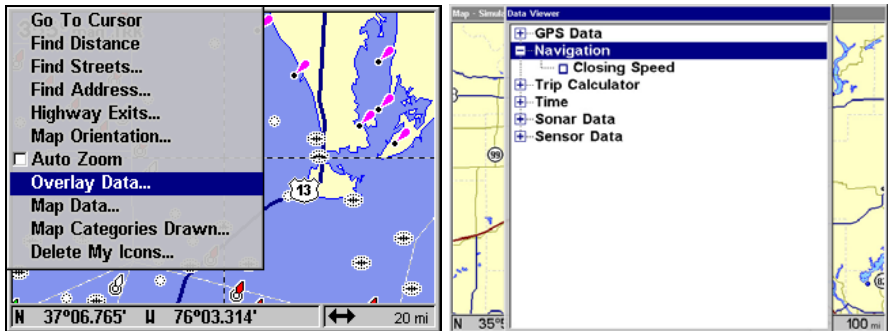 Go To Cursor
Find Distance
Find Streets...
Find Address...
Highway Exits...
Map Orientation...
Auto Zoom
Overlay Data...
Map Data...
Map Categories Drawn...
Delete My Icons...
13
N 37°06.765' W 76°03.314' 20 mi
Map - Simula
Data Viewer
GPS Data
Navigation
Closing Speed
Trip Calculator
Time
Sonar Data
Sensor Data
99
N 35° 100 mi